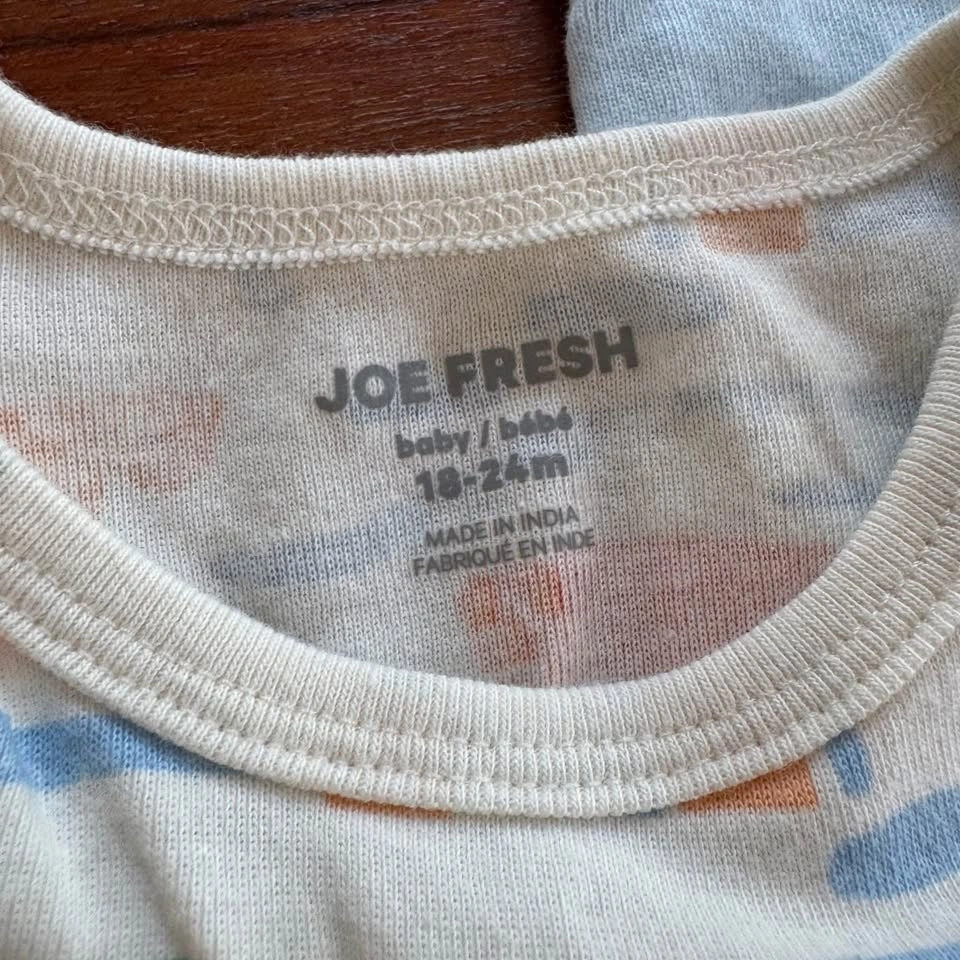 JOE FRESH
baby / bébé
18-24m
MADE IN INDIA
FABRIQUÉ EN INDE